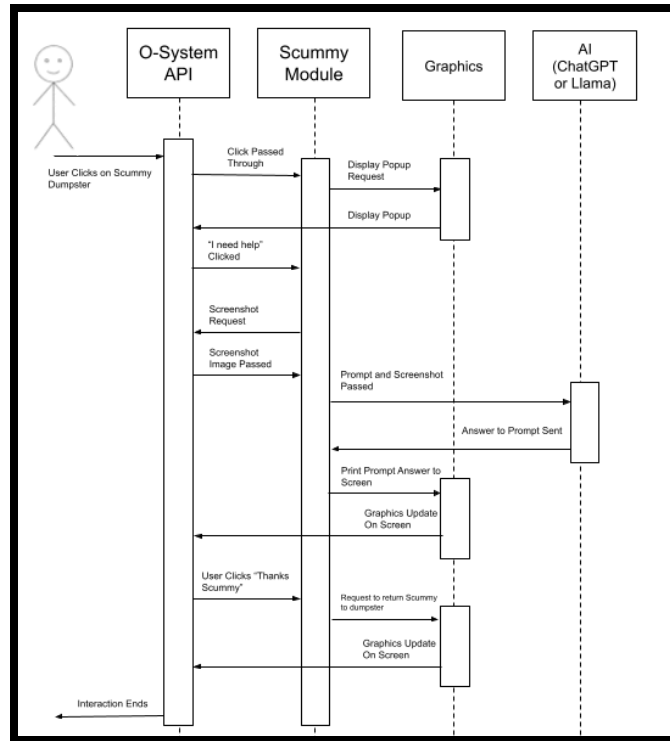 O-System
API
Scummy
Module
Graphics
AI
(ChatGPT
or Llama)
User Clicks on Scummy
Dumpster
Click Passed
Through
Display Popup
Request
Display Popup
"I need help"
Clicked
Screenshot
Request
Screenshot
Image Passed
Prompt and Screenshot
Passed
Answer to Prompt Sent
Print Prompt Answer to
Screen
Graphics Update
On Screen
User Clicks "Thanks
Scummy"
Request to return Scummy
to dumpster
Graphics Update
On Screen
Interaction Ends